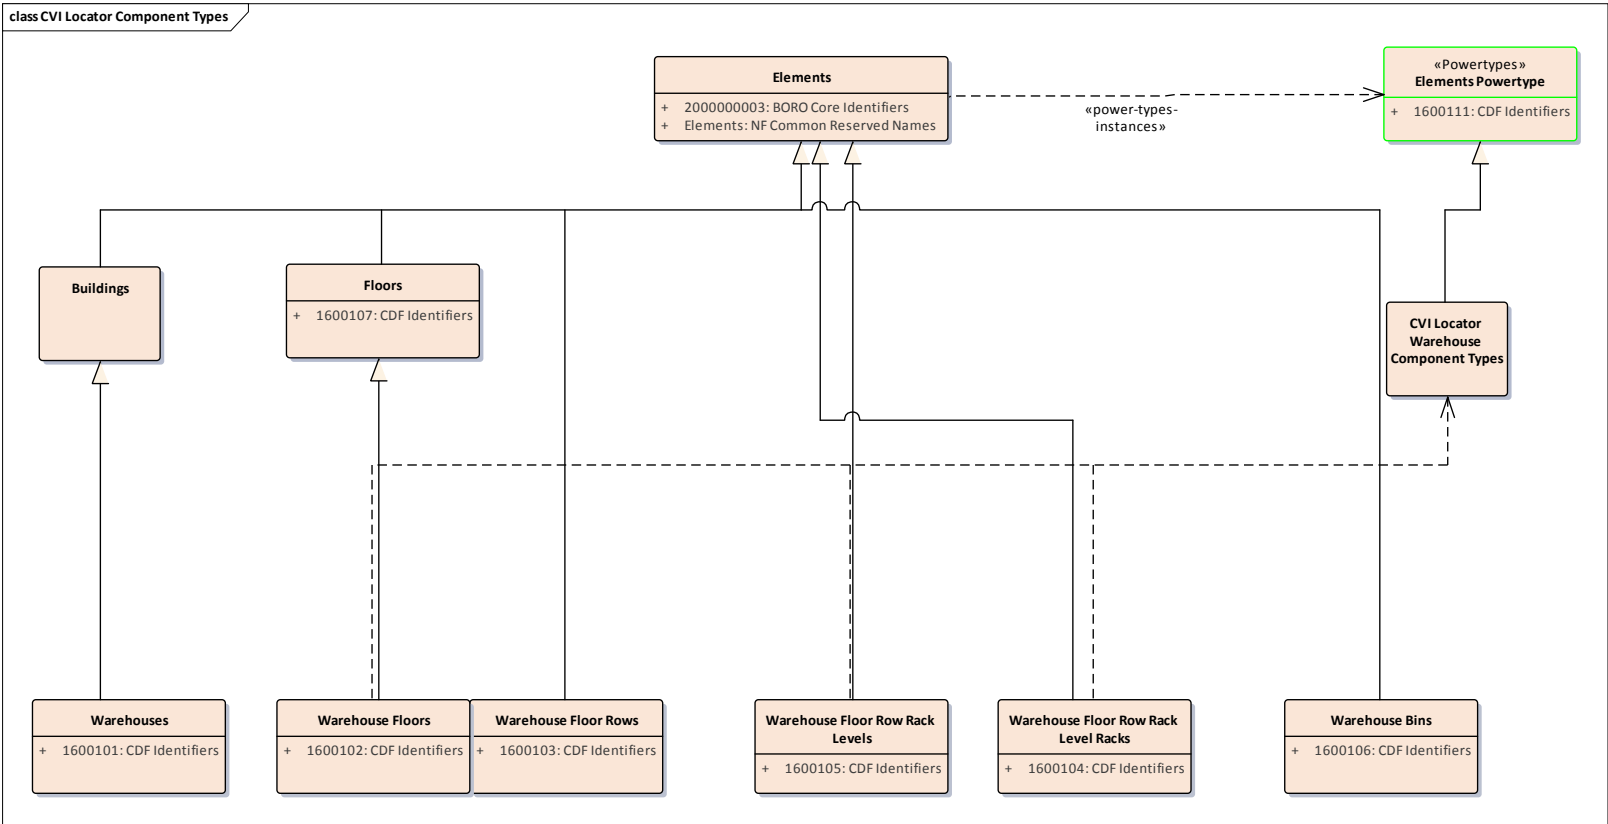 class CVI Locator Component Types
Elements
+ 2000000003: BORO Core Identifiers
+ Elements: NF Common Reserved Names
«power-types-
instances»
«Powertypes»
Elements Powertype
+ 1600111: CDF Identifiers
Buildings
Floors
+ 1600107: CDF Identifiers
CVI Locator
Warehouse
Component Types
Warehouses
+ 1600101: CDF Identifiers
Warehouse Floors
+ 1600102: CDF Identifiers
Warehouse Floor Rows
+ 1600103: CDF Identifiers
Warehouse Floor Row Rack
Levels
+ 1600105: CDF Identifiers
Warehouse Floor Row Rack
Level Racks
+ 1600104: CDF Identifiers
Warehouse Bins
+ 1600106: CDF Identifiers